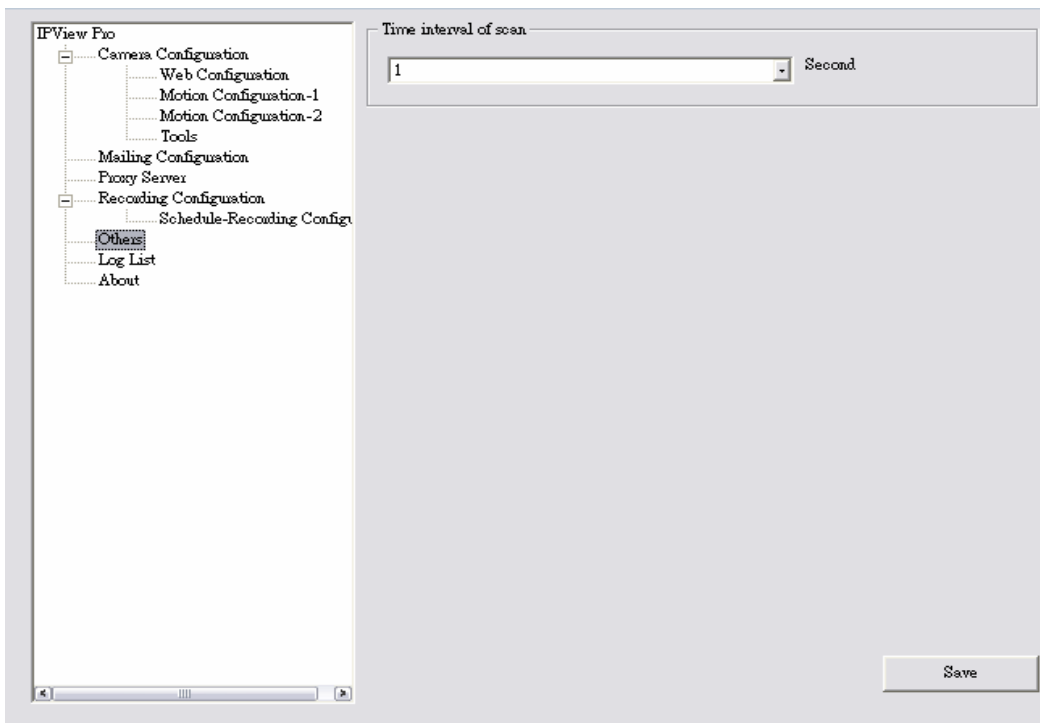 IPView Pro
Camera Configuration
Web Configuration
Motion Configuration-1
Motion Configuration-2
Tools
Mailing Configuration
Proxy Server
Recording Configuration
Schedule-Recording Configu
Others
Log List
About
Time interval of scan
1
Second
Save